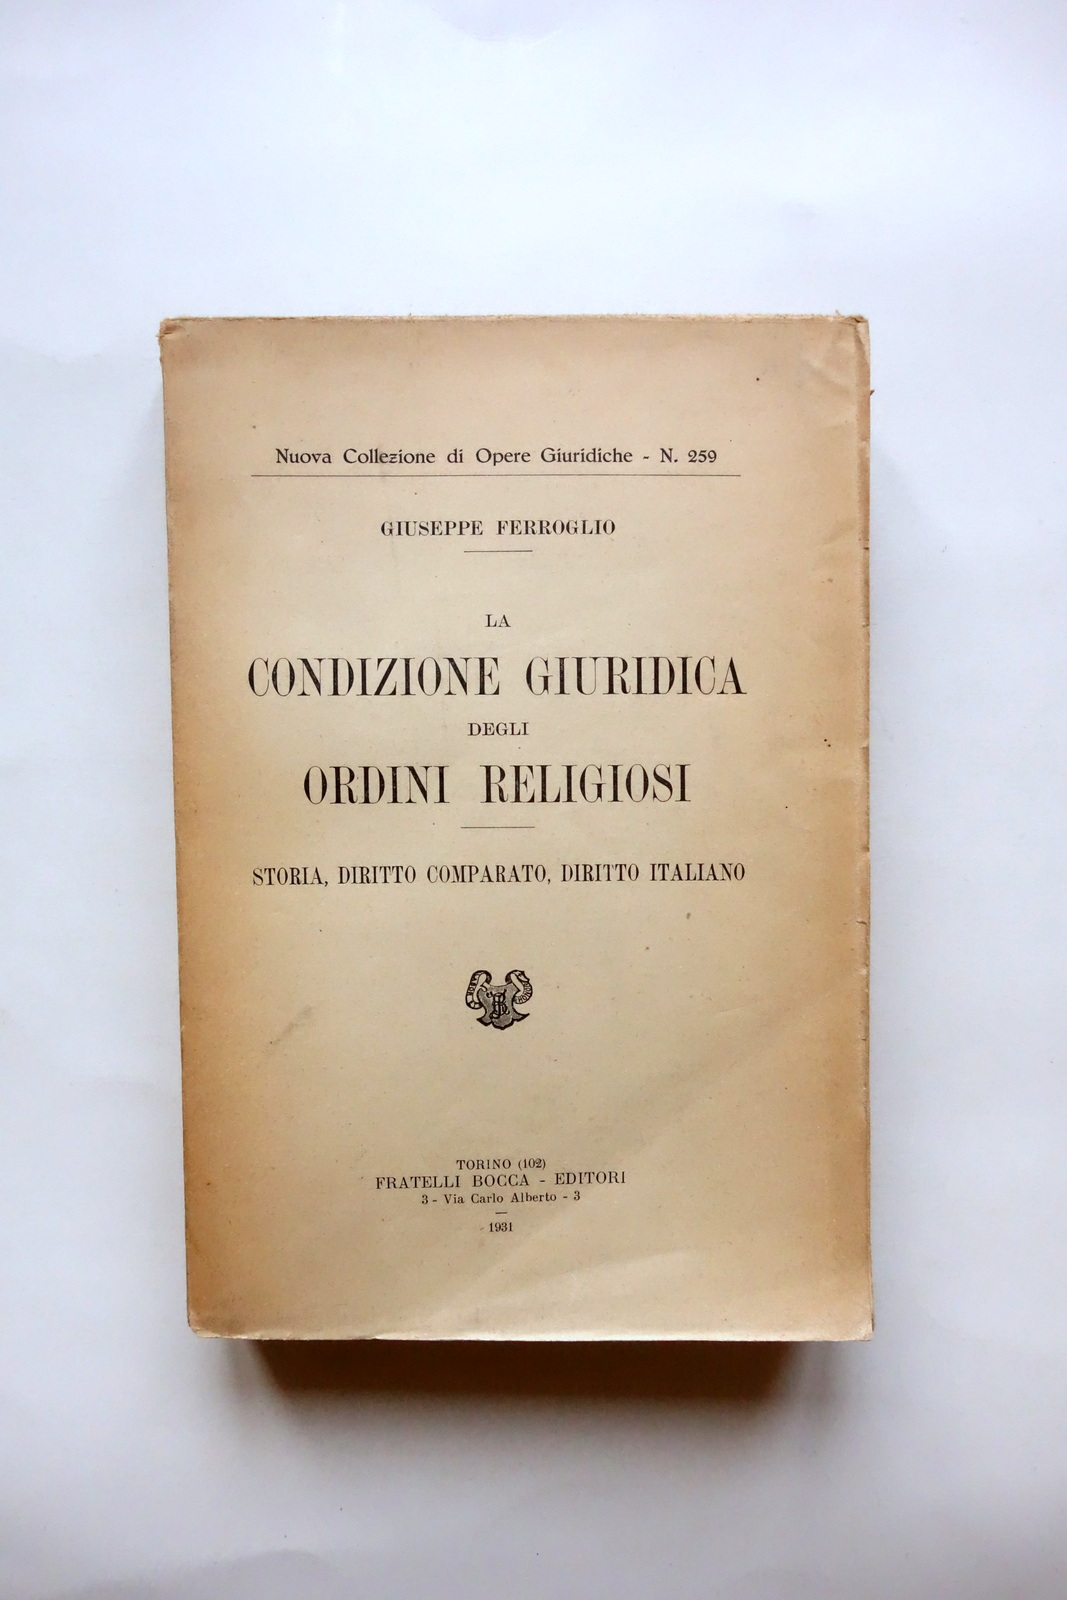 Nuova Collezione di Opere Giuridiche - N. 259
GIUSEPPE FERROGLIO
LA
CONDIZIONE GIURIDICA
DEGLI
ORDINI RELIGIOSI
STORIA, DIRITTO COMPARATO, DIRITTO ITALIANO
TORINO (102)
FRATELLI BOCCA - EDITORI
3 - Via Carlo Alberto - 3
1931